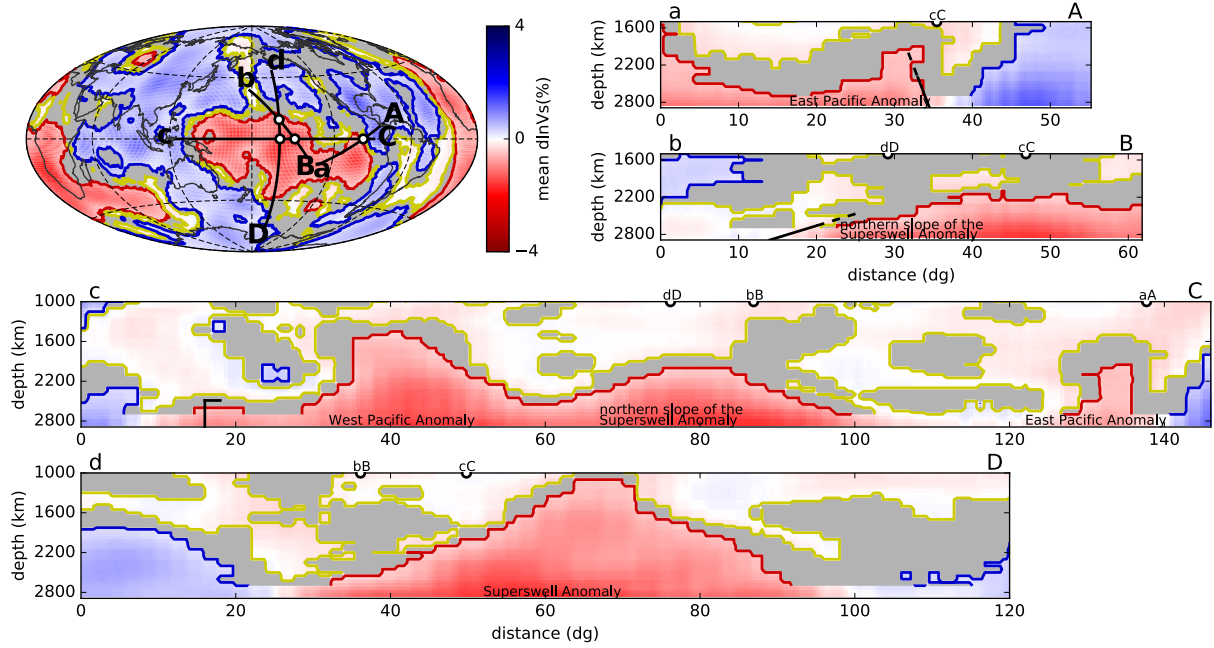 d
b
A
c
C
B
a
D
4
0
−4
mean dlnVs(%)
a
cC
A
1600
2200
2800
depth (km)
East Pacific Anomaly
0
10
20
30
40
50
b
dD
cC
B
1600
2200
2800
depth (km)
northern slope of the
Superswell Anomaly
0
10
20
30
40
50
60
distance (dg)
c
dD
bB
aA
C
1000
1600
2200
2800
depth (km)
West Pacific Anomaly
northern slope of the
Superswell Anomaly
East Pacific Anomaly
0
20
40
60
80
100
120
140
d
bB
cC
D
1000
1600
2200
2800
depth (km)
Superswell Anomaly
0
20
40
60
80
100
120
distance (dg)